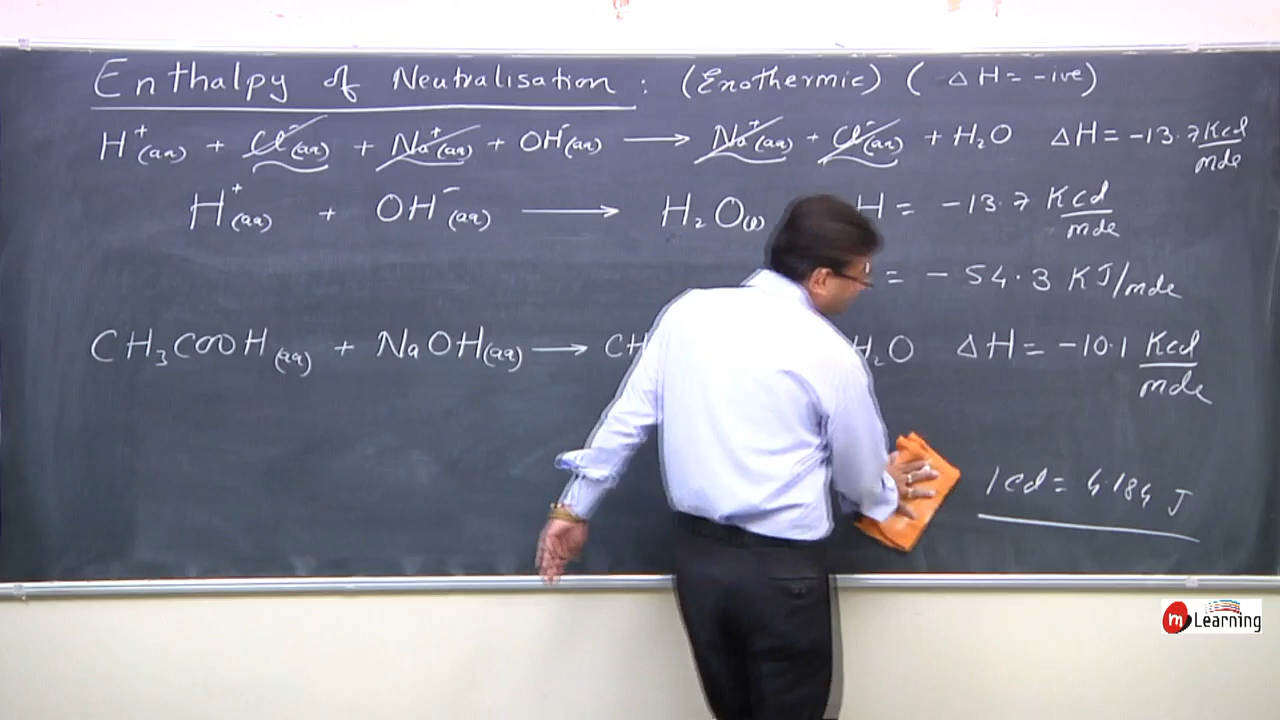 Enthalpy of Neutralisation : (Exothermic) ( ΔH = -ive)
H⁺(aq) + Cl⁻(aq) + Na⁺(aq) + OH⁻(aq) ⟶ Na⁺(aq) + Cl⁻(aq) + H₂O ΔH = -13.7 Kcal/mole
H⁺(aq) + OH⁻(aq) ⟶ H₂O(l) H = -13.7 Kcal/mole
= - 54.3 KJ/mole
CH₃COOH(aq) + NaOH(aq) ⟶ CH H₂O ΔH = -10.1 Kcal/mole
1 cal = 4.184 J
m Learning